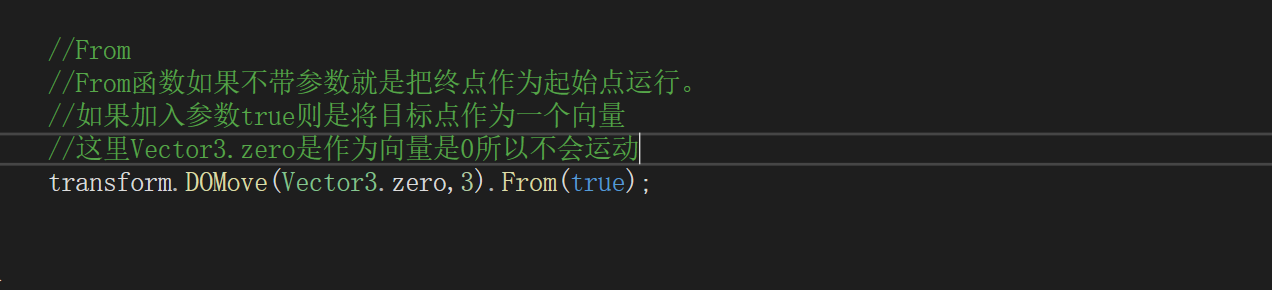 //From
//From函数如果不带参数就是把终点作为起始点运行。
//如果加入参数true则是将目标点作为一个向量
//这里Vector3.zero是作为向量是0所以不会运动
transform.DOMove(Vector3.zero,3).From(true);